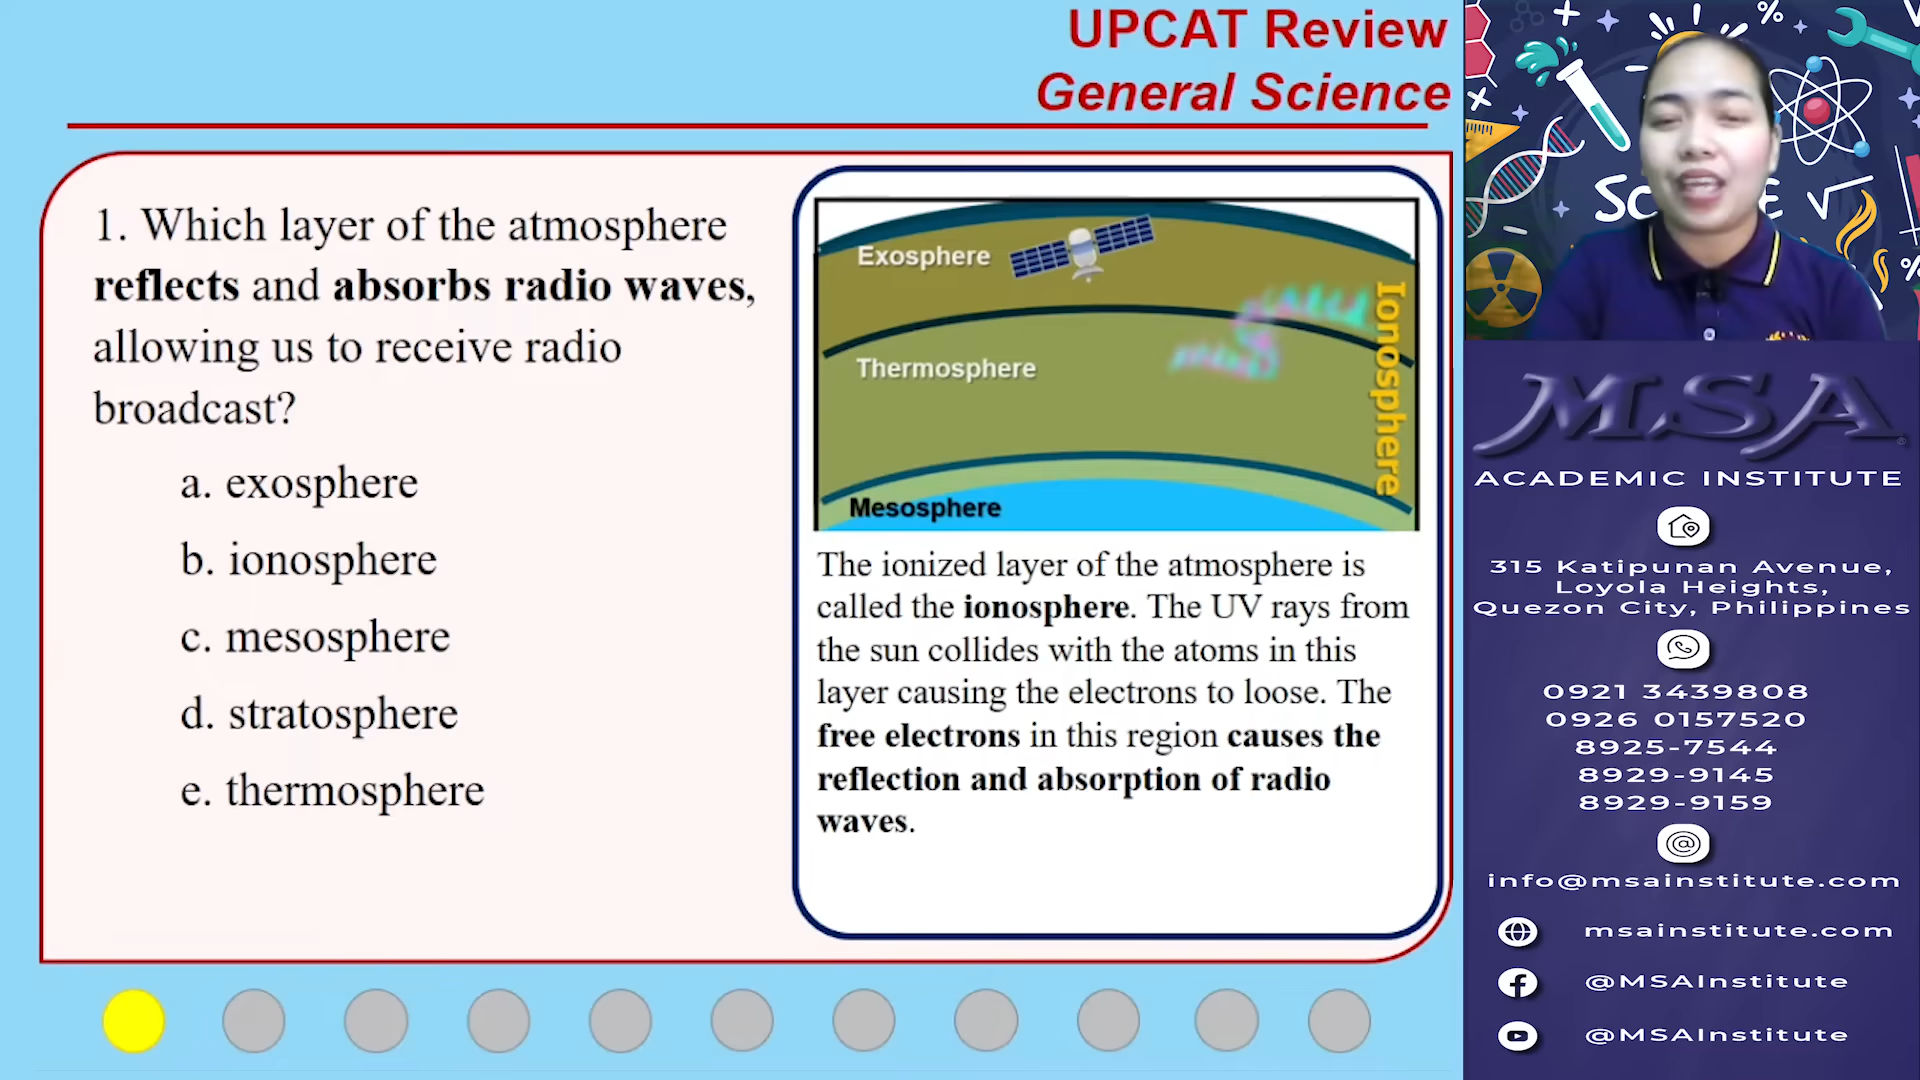 UPCAT Review
General Science
1. Which layer of the atmosphere
reflects and absorbs radio waves,
allowing us to receive radio
broadcast?
a. exosphere
b. ionosphere
c. mesosphere
d. stratosphere
e. thermosphere
Exosphere
Thermosphere
Mesosphere
Ionosphere
The ionized layer of the atmosphere is
called the ionosphere. The UV rays from
the sun collides with the atoms in this
layer causing the electrons to loose. The
free electrons in this region causes the
reflection and absorption of radio
waves.
MSA
ACADEMIC INSTITUTE
315 Katipunan Avenue,
Loyola Heights,
Quezon City, Philippines
0921 3439808
0926 0157520
8925-7544
8929-9145
8929-9159
info@msainstitute.com
msainstitute.com
@MSAInstitute
@MSAInstitute